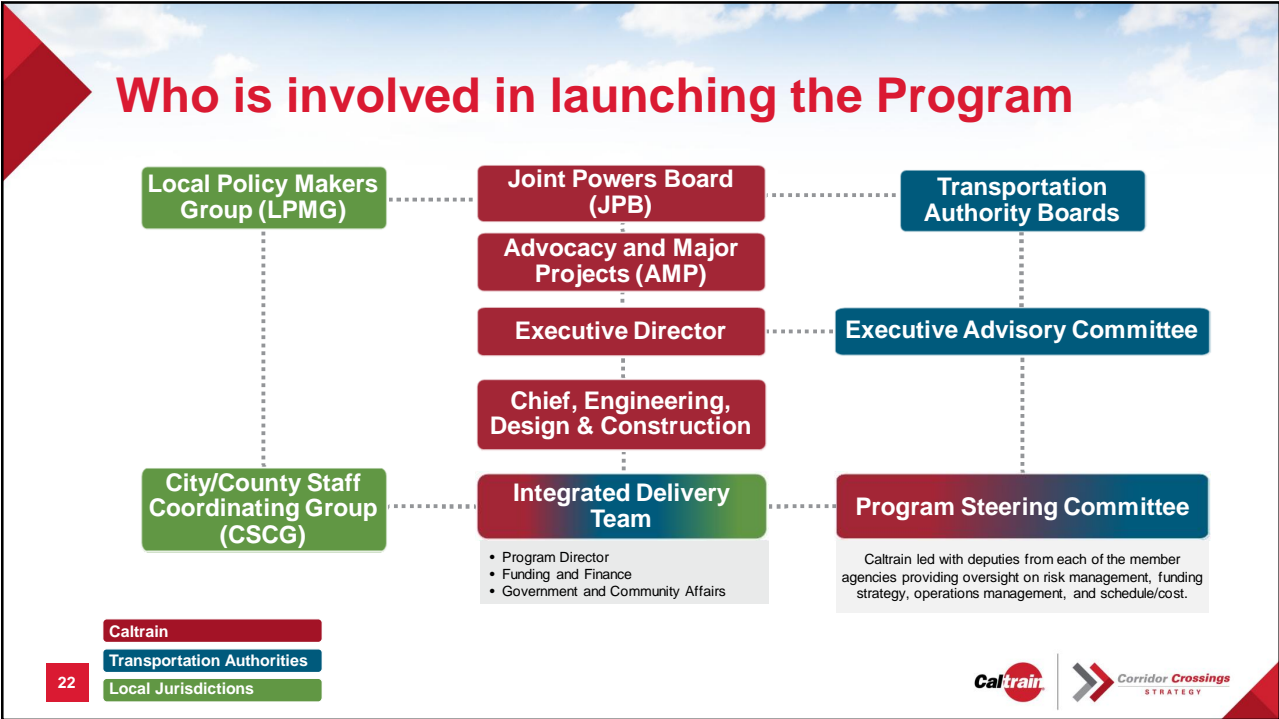 Who is involved in launching the Program
Local Policy Makers
Group (LPMG)
Joint Powers Board
(JPB)
Transportation
Authority Boards
Advocacy and Major
Projects (AMP)
Executive Director
Executive Advisory Committee
Chief, Engineering,
Design & Construction
City/County Staff
Coordinating Group
(CSCG)
Integrated Delivery
Team
Program Steering Committee
• Program Director
• Funding and Finance
• Government and Community Affairs
Caltrain led with deputies from each of the member
agencies providing oversight on risk management, funding
strategy, operations management, and schedule/cost.
Caltrain
Transportation Authorities
Local Jurisdictions
22
Caltrain
Corridor Crossings
STRATEGY